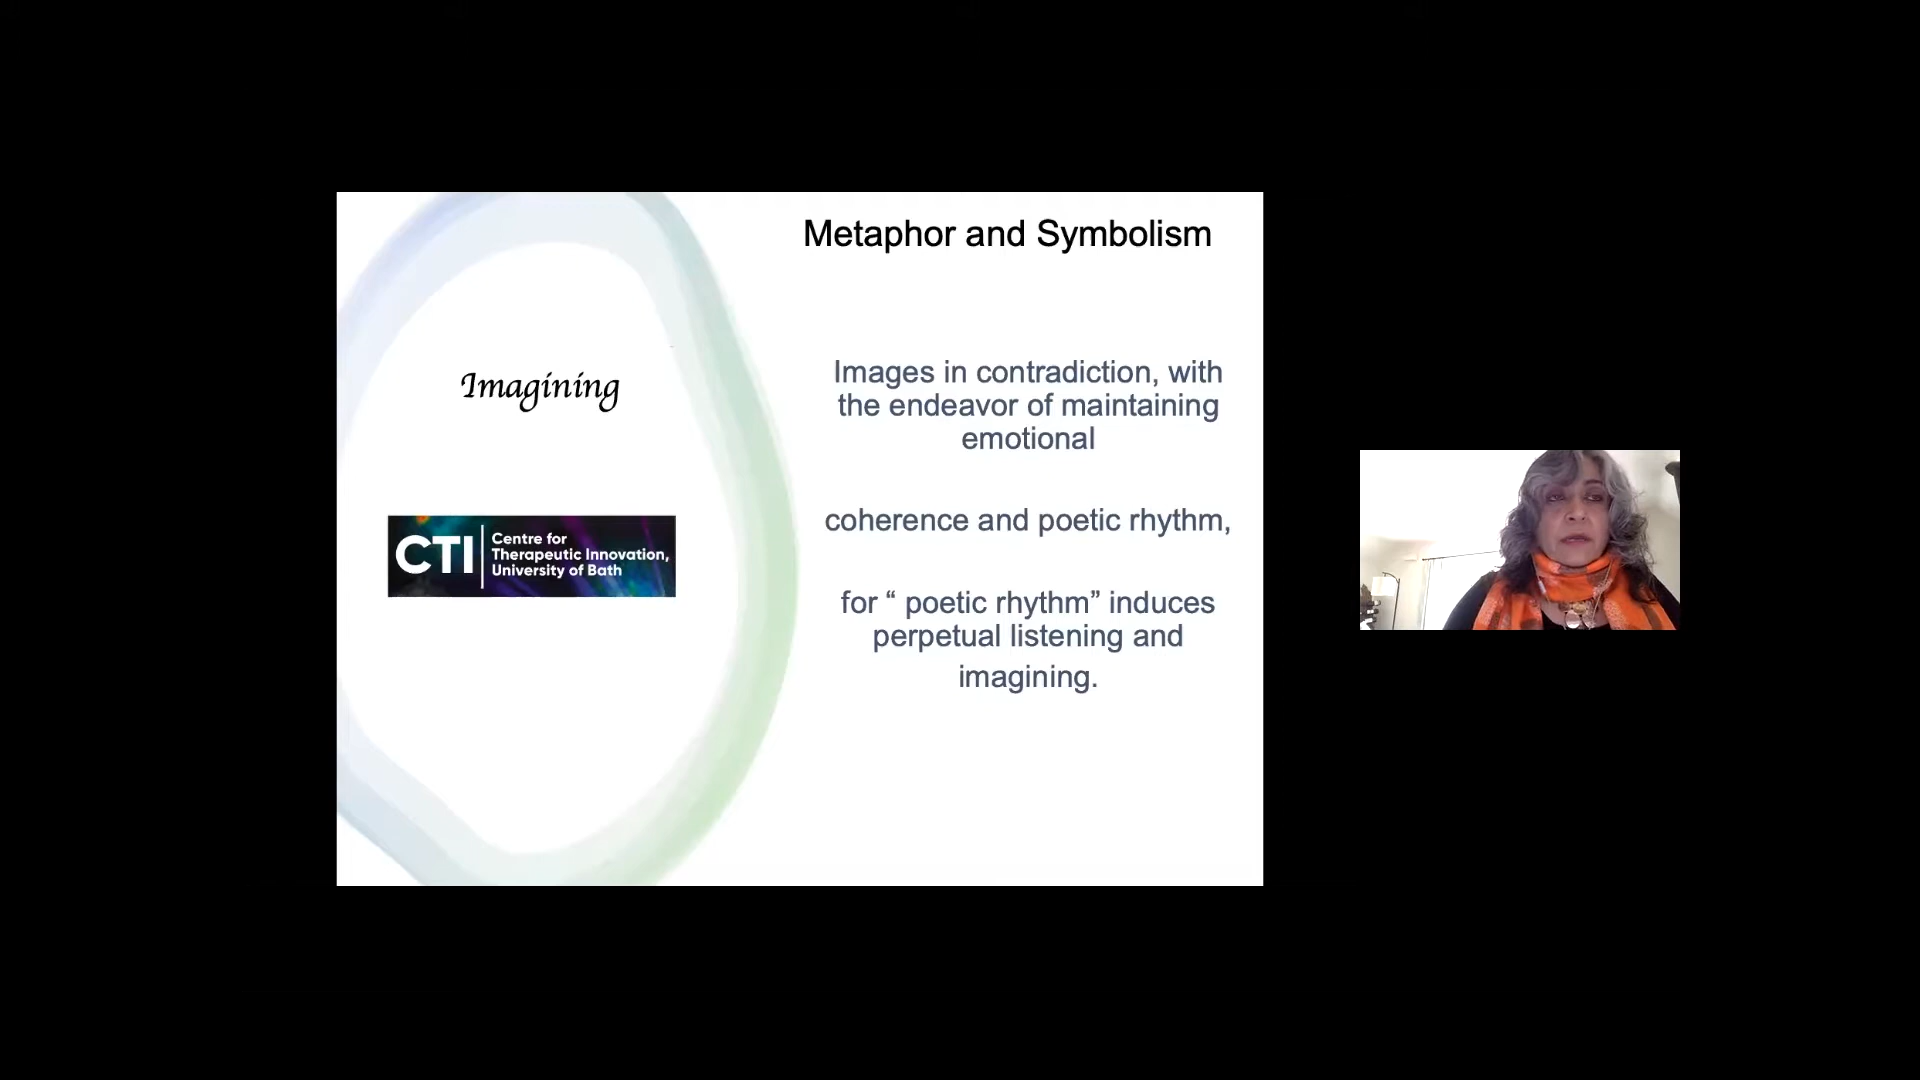 Metaphor and Symbolism
Imagining
CTI
Centre for
Therapeutic Innovation,
University of Bath
Images in contradiction, with
the endeavor of maintaining
emotional
coherence and poetic rhythm,
for “ poetic rhythm” induces
perpetual listening and
imagining.